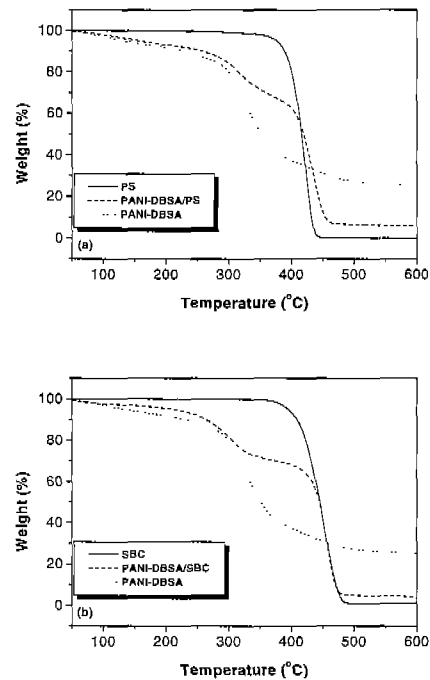 100
80
60
40
20
0
Weight (%)
PS
PANI-DBSA/PS
PANI-DBSA
(a)
100 200 300 400 500 600
Temperature (°C)
100
80
60
40
20
0
Weight (%)
SBC
PANI-DBSA/SBC
PANI-DBSA
(b)
100 200 300 400 500 600
Temperature (°C)